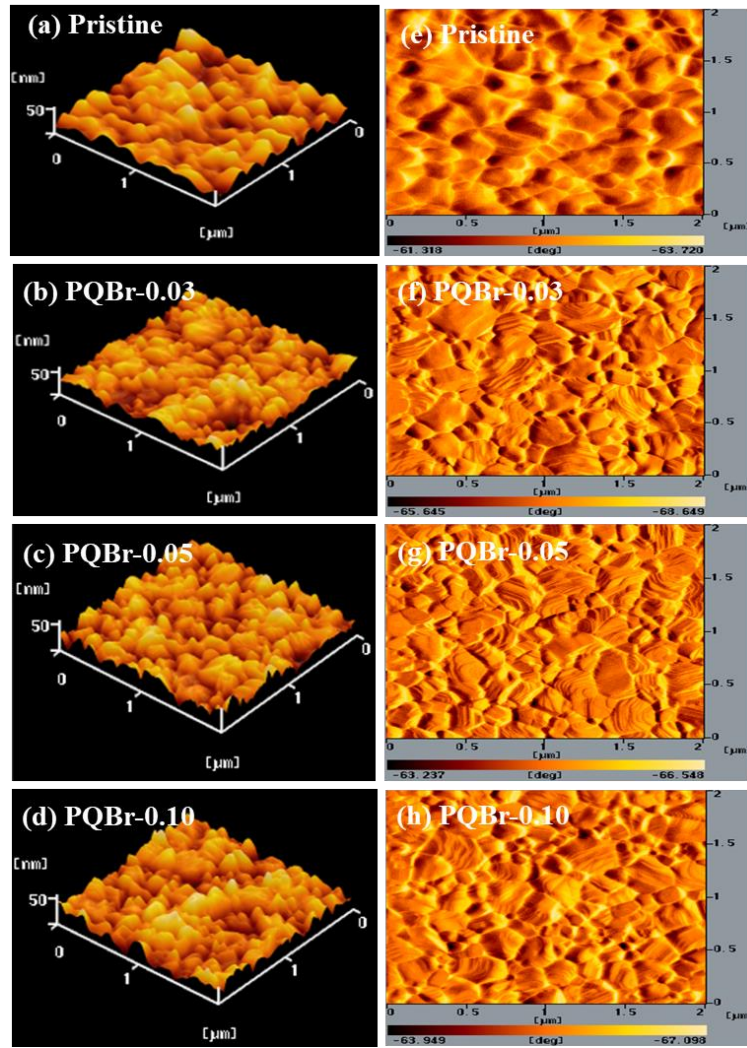 (a) Pristine
[nm]
50
0
1
[µm]
1
0
(e) Pristine
2
1.5
1
0.5
0
0
0.5
1
1.5
2
[µm]
[µm]
-61.318
[deg]
-63.720
(b) PQBr-0.03
[nm]
50
0
1
[µm]
1
0
(f) PQBr-0.03
2
1.5
1
0.5
0
0
0.5
1
1.5
2
[µm]
[µm]
-65.645
[deg]
-68.649
(c) PQBr-0.05
[nm]
50
0
1
[µm]
1
0
(g) PQBr-0.05
2
1.5
1
0.5
0
0
0.5
1
1.5
2
[µm]
[µm]
-63.237
[deg]
-66.548
(d) PQBr-0.10
[nm]
50
0
1
[µm]
1
0
(h) PQBr-0.10
2
1.5
1
0.5
0
0
0.5
1
1.5
2
[µm]
[µm]
-63.949
[deg]
-67.098